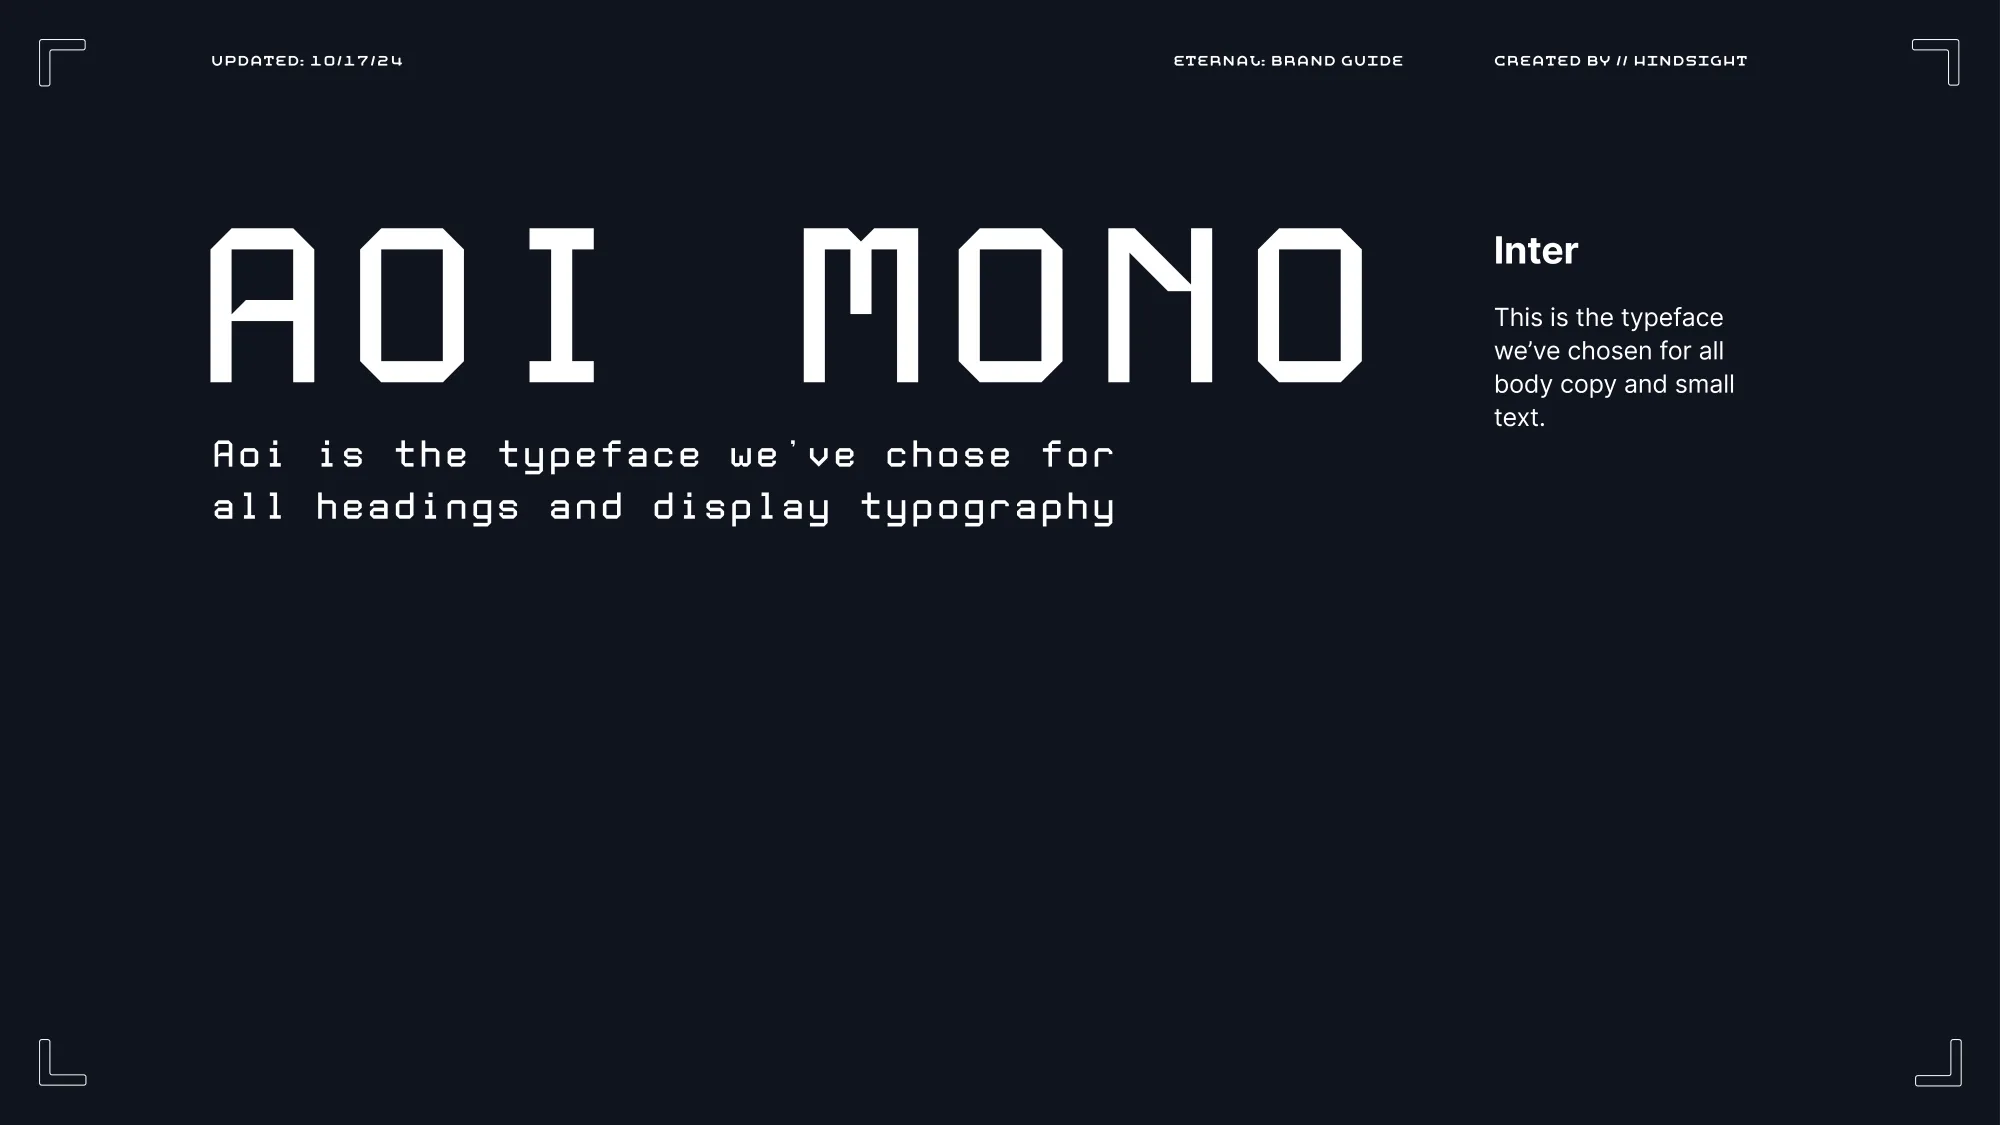 UPDATED: 10/17/24
ETERNAL: BRAND GUIDE
CREATED BY // HINDSIGHT
AOI MONO
Aoi is the typeface we've chose for
all headings and display typography
Inter
This is the typeface
we’ve chosen for all
body copy and small
text.